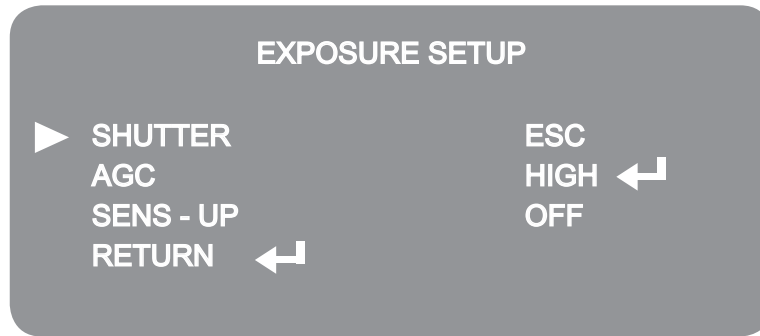 EXPOSURE SETUP
SHUTTER ESC
AGC HIGH
SENS - UP OFF
RETURN